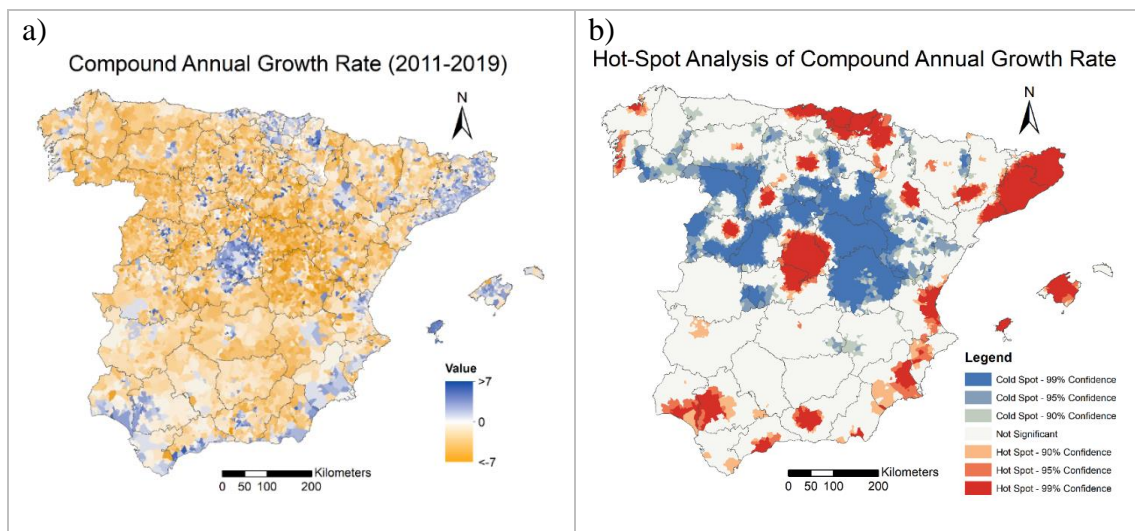 a)
Compound Annual Growth Rate (2011-2019)
N
Value
>7
0
<-7
Kilometers
0 50 100 200
b)
Hot-Spot Analysis of Compound Annual Growth Rate
N
Legend
Cold Spot - 99% Confidence
Cold Spot - 95% Confidence
Cold Spot - 90% Confidence
Not Significant
Hot Spot - 90% Confidence
Hot Spot - 95% Confidence
Hot Spot - 99% Confidence
Kilometers
0 50 100 200